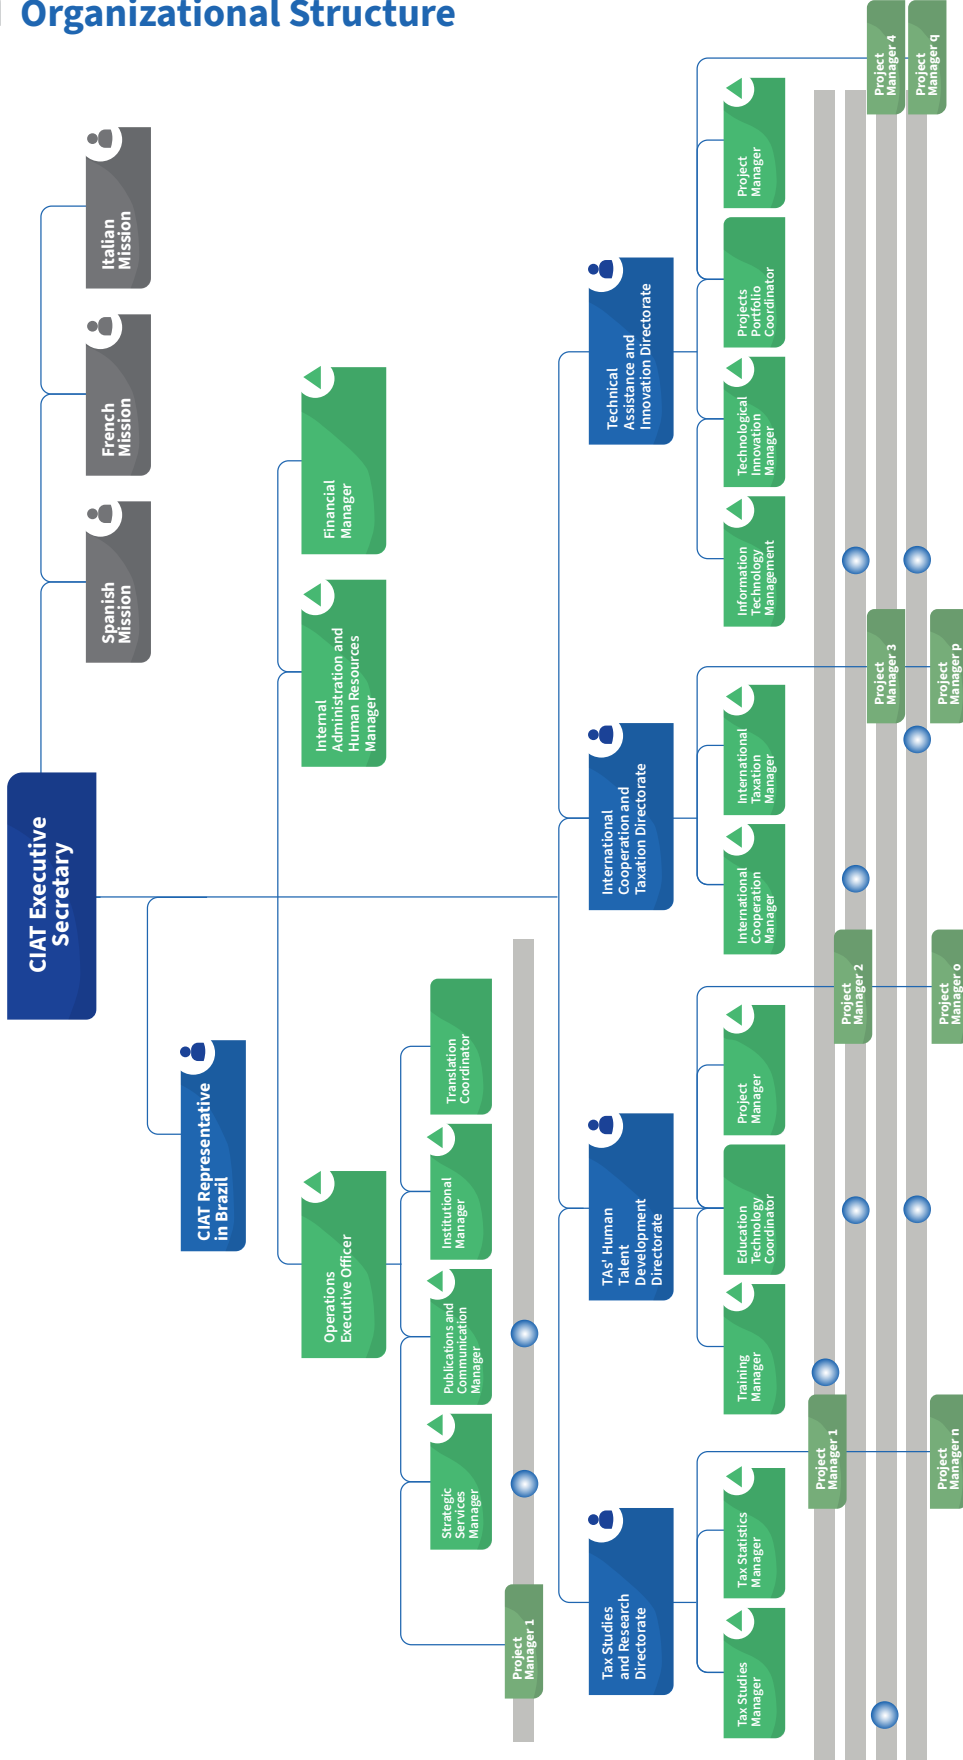 Organizational Structure
CIAT Executive
Secretary
Spanish
Mission
French
Mission
Italian
Mission
CIAT Representative
in Brazil
Operations
Executive Officer
Internal
Administration and
Human Resources
Manager
Financial
Manager
Strategic
Services
Manager
Publications and
Communication
Manager
Institutional
Manager
Translation
Coordinator
Project
Manager 1
Tax Studies
and Research
Directorate
TAs' Human
Talent
Development
Directorate
International
Cooperation and
Taxation Directorate
Technical
Assistance and
Innovation Directorate
Tax Studies
Manager
Tax Statistics
Manager
Training
Manager
Education
Technology
Coordinator
Project
Manager
International
Cooperation
Manager
International
Taxation
Manager
Information
Technology
Management
Technological
Innovation
Manager
Projects
Portfolio
Coordinator
Project
Manager
Project
Manager 1
Project
Manager 2
Project
Manager 3
Project
Manager 4
Project
Manager n
Project
Manager o
Project
Manager p
Project
Manager q